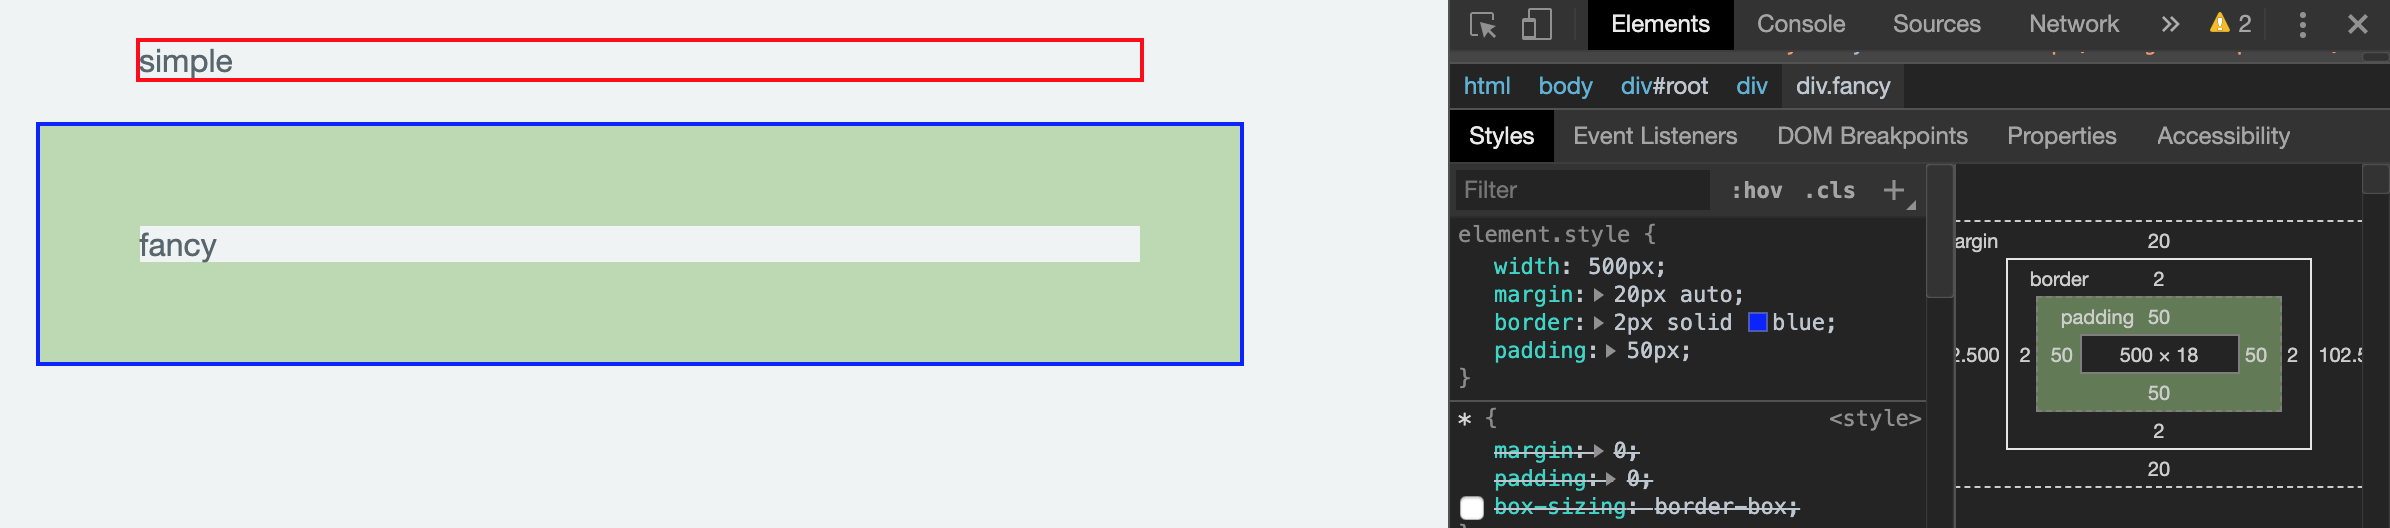 simple
fancy
Elements Console Sources Network » 2
html body div#root div div.fancy
Styles Event Listeners DOM Breakpoints Properties Accessibility
Filter :hov .cls +
element.style {
width: 500px;
margin: 20px auto;
border: 2px solid blue;
padding: 50px;
}
* { <style>
margin: 0;
padding: 0;
box-sizing: border-box;
argin 20
border 2
padding 50
2.500 2 50 500 × 18 50 2 102.5
50
2
20